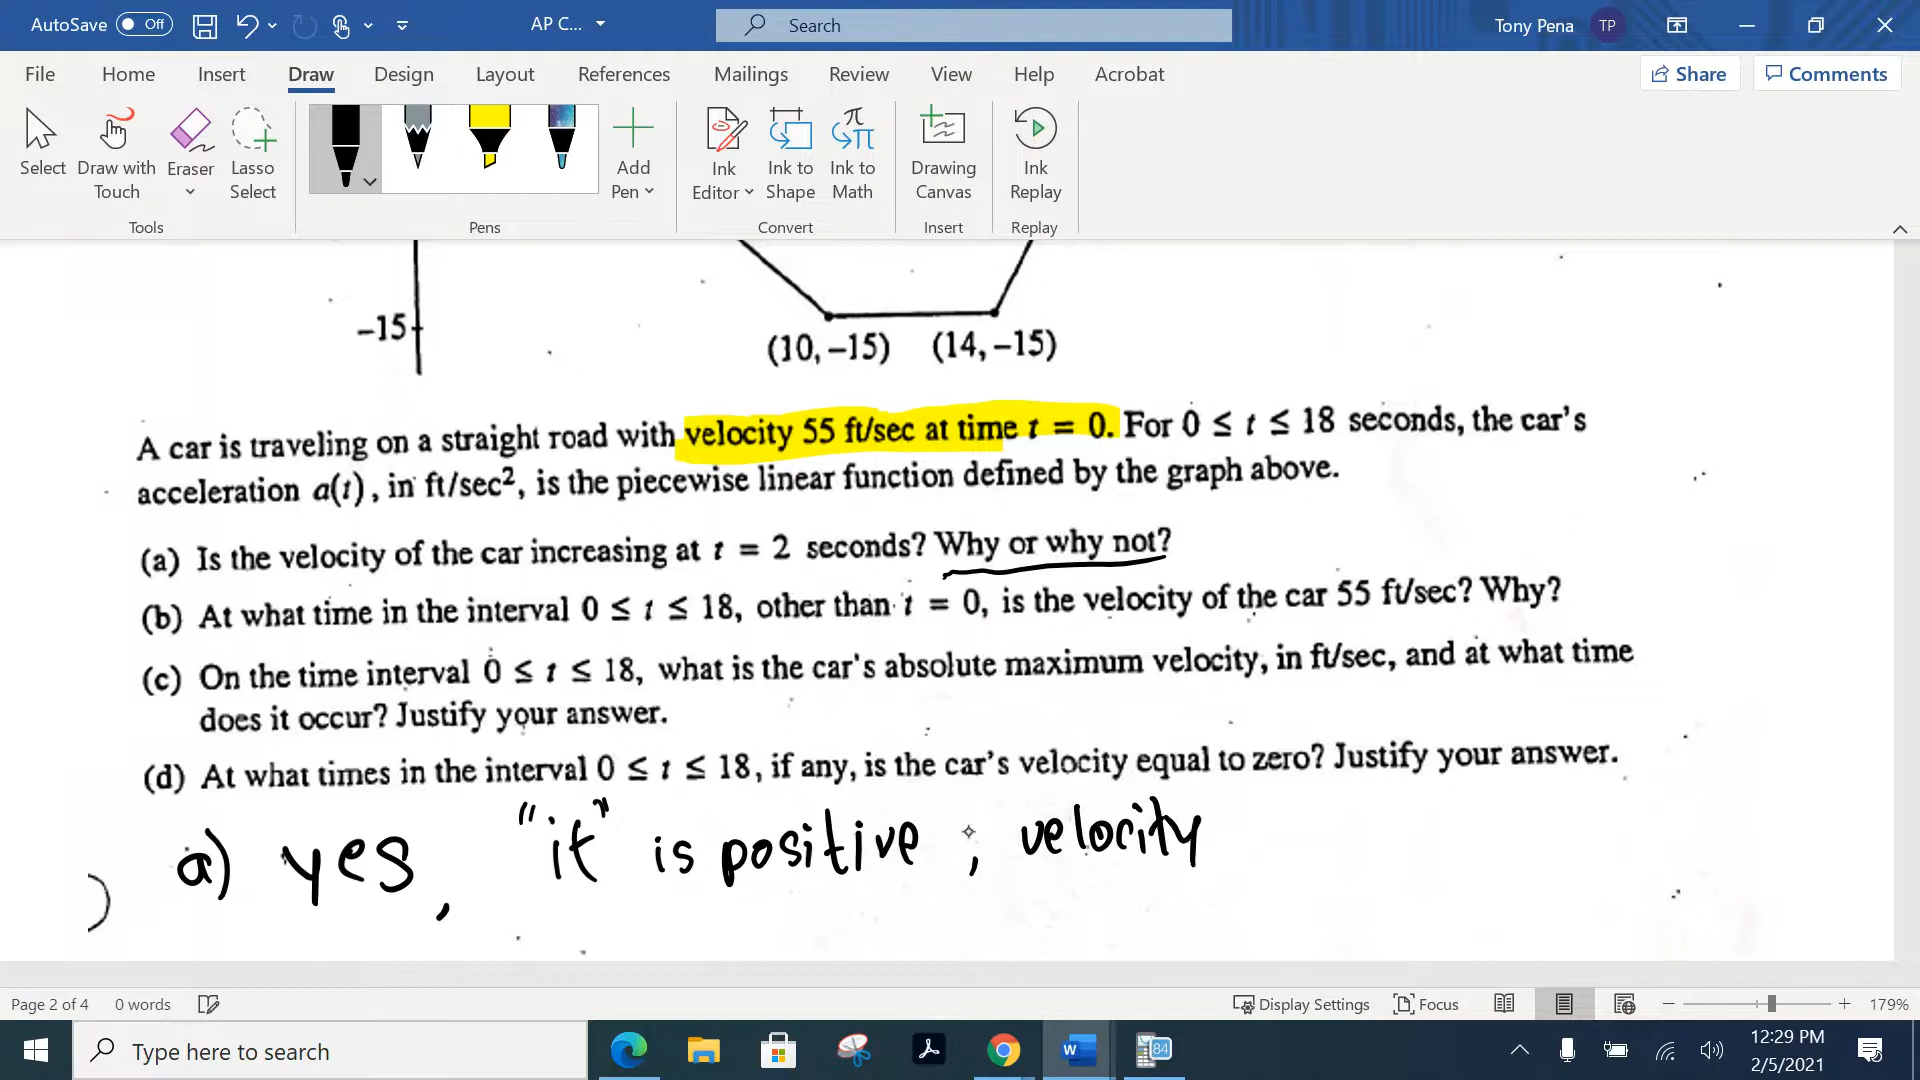 AutoSave Off AP C... Search Tony Pena TP
File Home Insert Draw Design Layout References Mailings Review View Help Acrobat Share Comments
Select Draw with Touch Eraser Lasso Select Add Pen Ink Editor Ink to Shape Ink to Math Drawing Canvas Ink Replay
Tools Pens Convert Insert Replay
-15
(10, -15) (14, -15)
A car is traveling on a straight road with velocity 55 ft/sec at time t = 0. For 0 ≤ t ≤ 18 seconds, the car's
acceleration a(t), in ft/sec², is the piecewise linear function defined by the graph above.
(a) Is the velocity of the car increasing at t = 2 seconds? Why or why not?
(b) At what time in the interval 0 ≤ t ≤ 18, other than t = 0, is the velocity of the car 55 ft/sec? Why?
(c) On the time interval 0 ≤ t ≤ 18, what is the car's absolute maximum velocity, in ft/sec, and at what time
does it occur? Justify your answer.
(d) At what times in the interval 0 ≤ t ≤ 18, if any, is the car's velocity equal to zero? Justify your answer.
a) yes, "it" is positive, velocity
Page 2 of 4 0 words Display Settings Focus 179%
Type here to search W 84 12:29 PM
2/5/2021